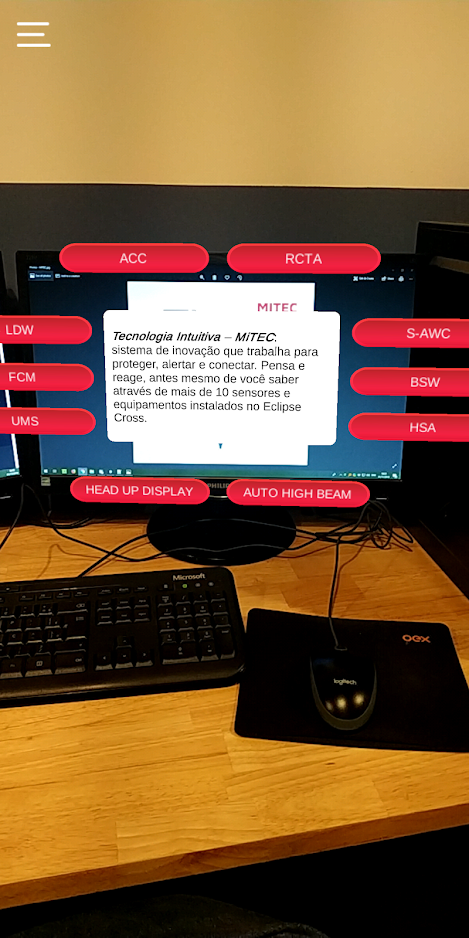 ACC
RCTA
MiTEC
LDW
S-AWC
Tecnologia Intuitiva – MiTEC:
sistema de inovação que trabalha para
proteger, alertar e conectar. Pensa e
reage, antes mesmo de você saber
através de mais de 10 sensores e
equipamentos instalados no Eclipse
Cross.
FCM
BSW
UMS
HSA
HEAD UP DISPLAY
PHILIPS
AUTO HIGH BEAM
Microsoft
oex
logitech